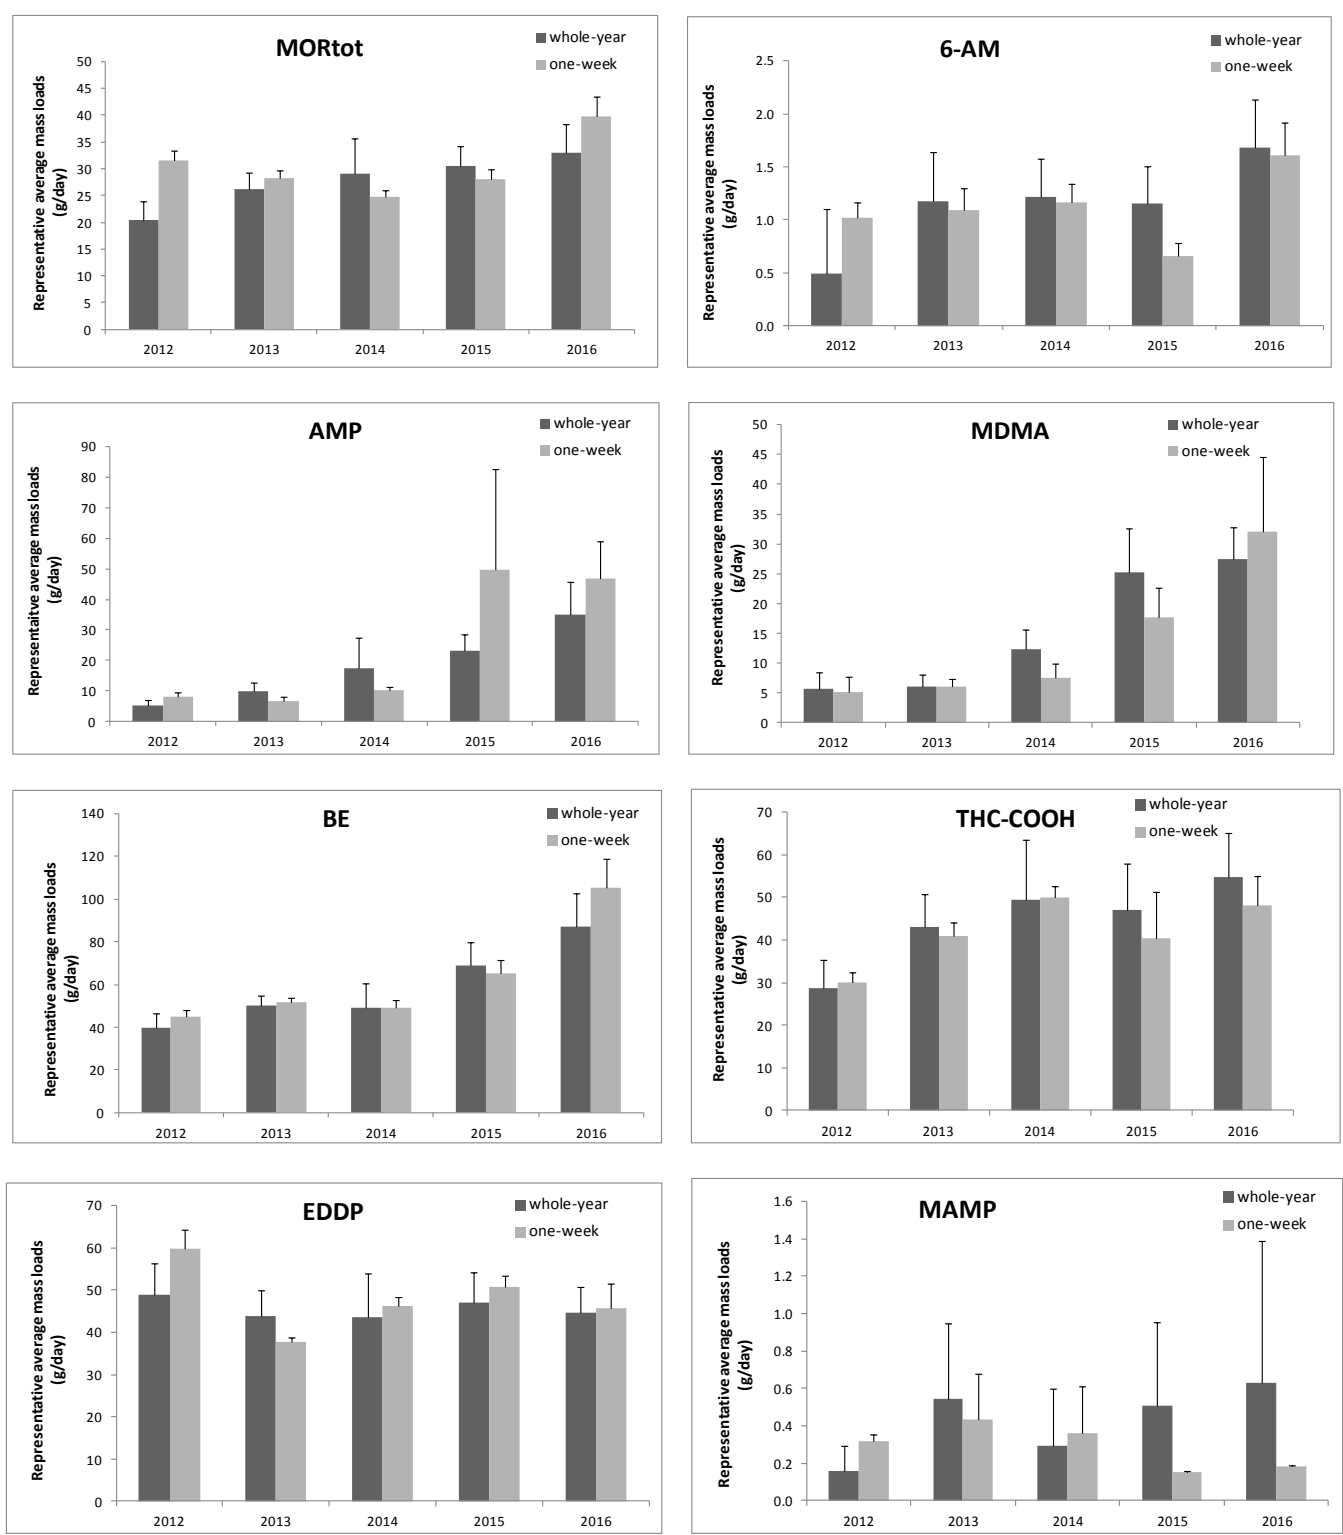 MORtot
whole-year
one-week
Representative average mass loads
(g/day)
50
45
40
35
30
25
20
15
10
5
0
2012 2013 2014 2015 2016
6-AM
whole-year
one-week
Representative average mass loads
(g/day)
2.5
2.0
1.5
1.0
0.5
0.0
2012 2013 2014 2015 2016
AMP
whole-year
one-week
Representaitve average mass loads
(g/day)
90
80
70
60
50
40
30
20
10
0
2012 2013 2014 2015 2016
MDMA
whole-year
one-week
Representative average mass loads
(g/day)
50
45
40
35
30
25
20
15
10
5
0
2012 2013 2014 2015 2016
BE
whole-year
one-week
Representative average mass loads
(g/day)
140
120
100
80
60
40
20
0
2012 2013 2014 2015 2016
THC-COOH
whole-year
one-week
Representative average mass loads
(g/day)
70
60
50
40
30
20
10
0
2012 2013 2014 2015 2016
EDDP
whole-year
one-week
Representative average mass loads
(g/day)
70
60
50
40
30
20
10
0
2012 2013 2014 2015 2016
MAMP
whole-year
one-week
Representative average mass loads
(g/day)
1.6
1.4
1.2
1.0
0.8
0.6
0.4
0.2
0.0
2012 2013 2014 2015 2016